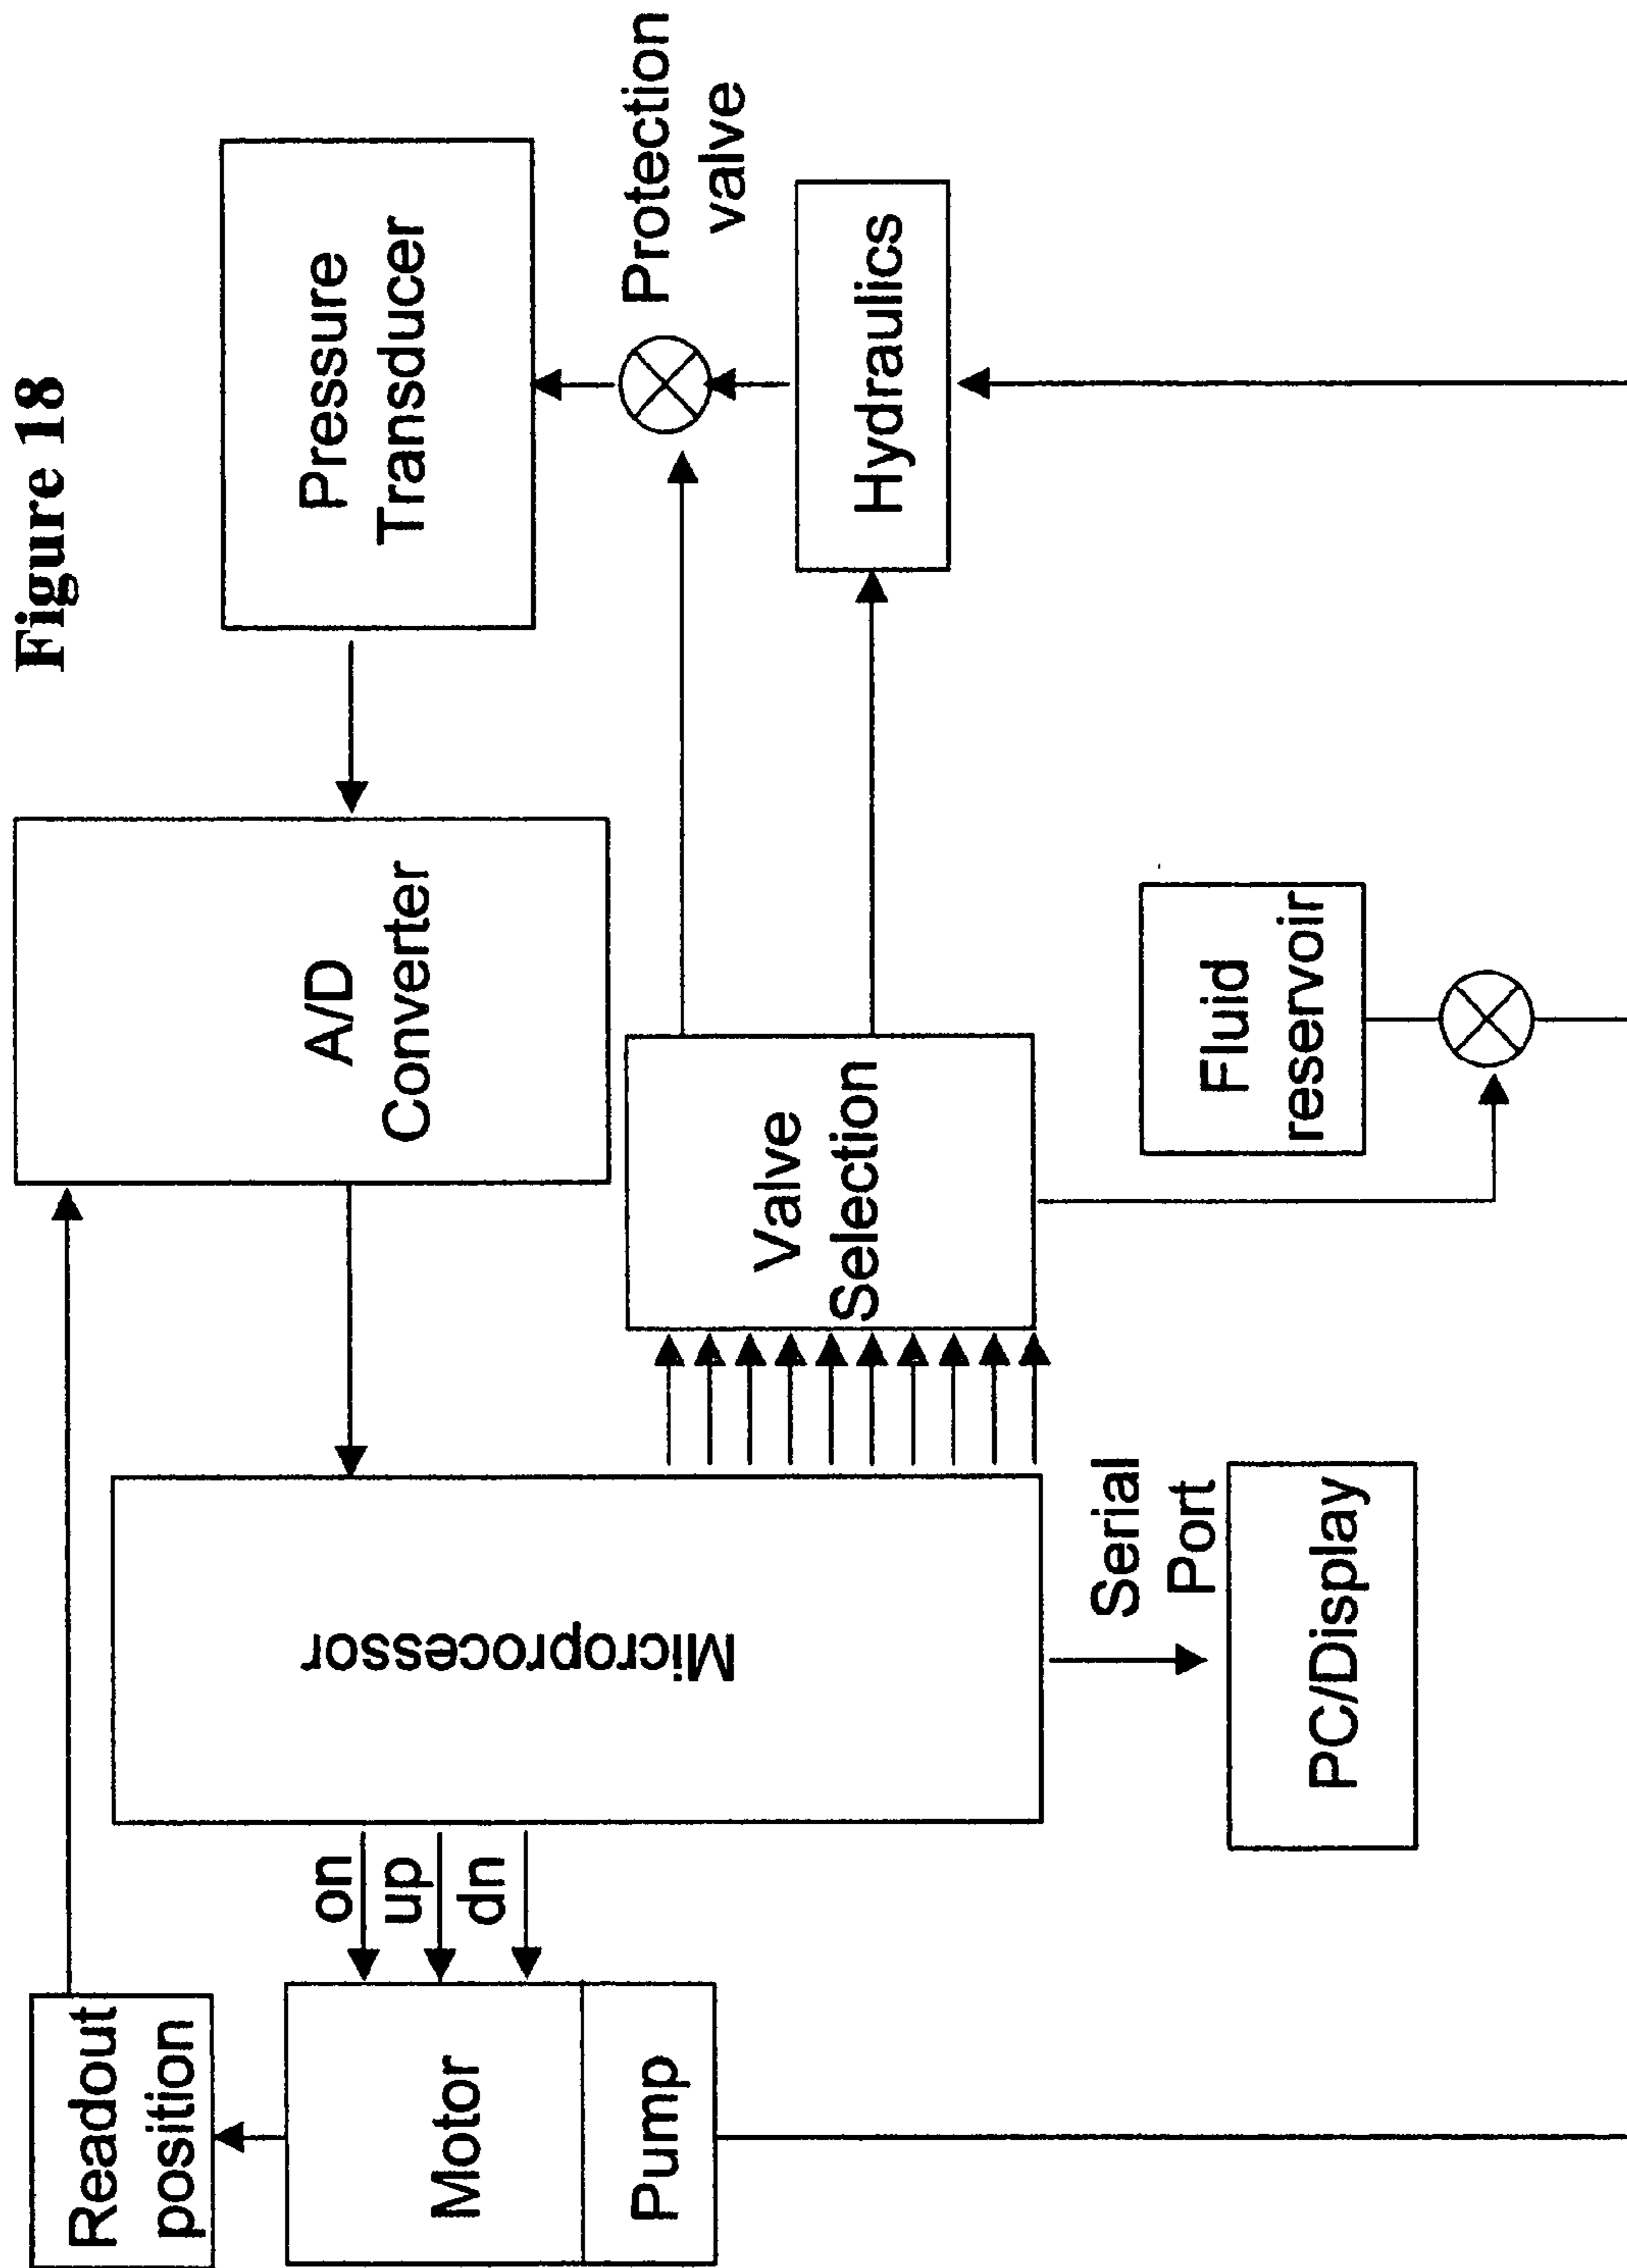 Figure 18
Readout
position
A/D
Converter
Pressure
Transducer
Protection
valve
Motor
Pump
on
up
dn
Microprocessor
Valve
Selection
Hydraulics
Serial
Port
Fluid
reservoir
PC/Display